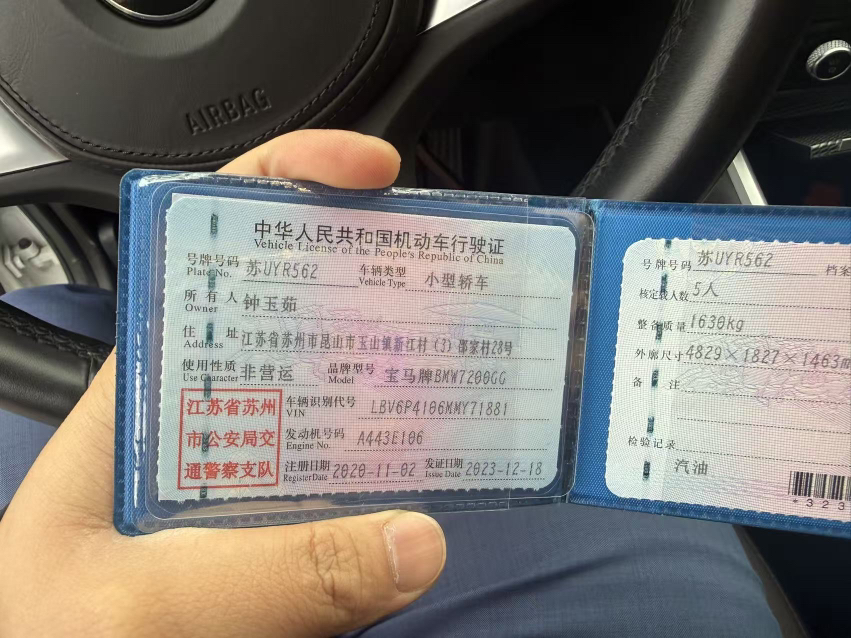 AIRBAG
中华人民共和国机动车行驶证
Vehicle License of the People's Republic of China
号牌号码 苏UYR562 车辆类型 小型轿车
Plate No. Vehicle Type
所有人 钟玉茹
Owner
住址 江苏省苏州市昆山市玉山镇新江村(3)邵家村28号
Address
使用性质 非营运 品牌型号 宝马牌BMW7200GG
Use Character Model
江苏省苏州
市公安局交
通警察支队
车辆识别代号 LBV6P4106MMY71881
VIN
发动机号码 A443E106
Engine No.
注册日期 2020-11-02 发证日期 2023-12-18
Register Date Issue Date
号牌号码 苏UYR562 档案
核定载人数 5人
整备质量 1630kg
外廓尺寸 4829×1827×1463m
备注
检验记录
汽油
*323